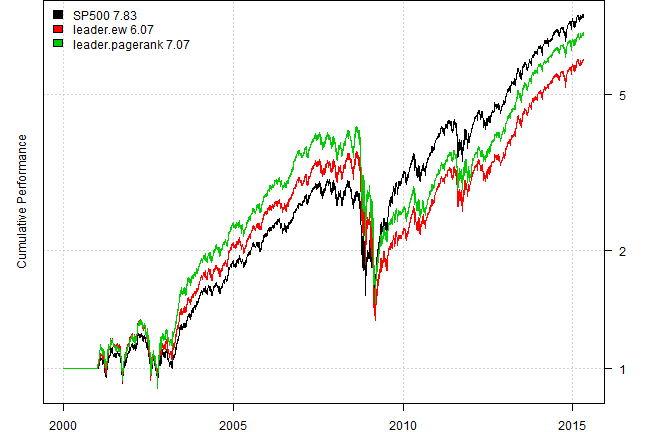 SP500 7.83
leader.ew 6.07
leader.pagerank 7.07
Cumulative Performance
5
2
1
2000 2005 2010 2015